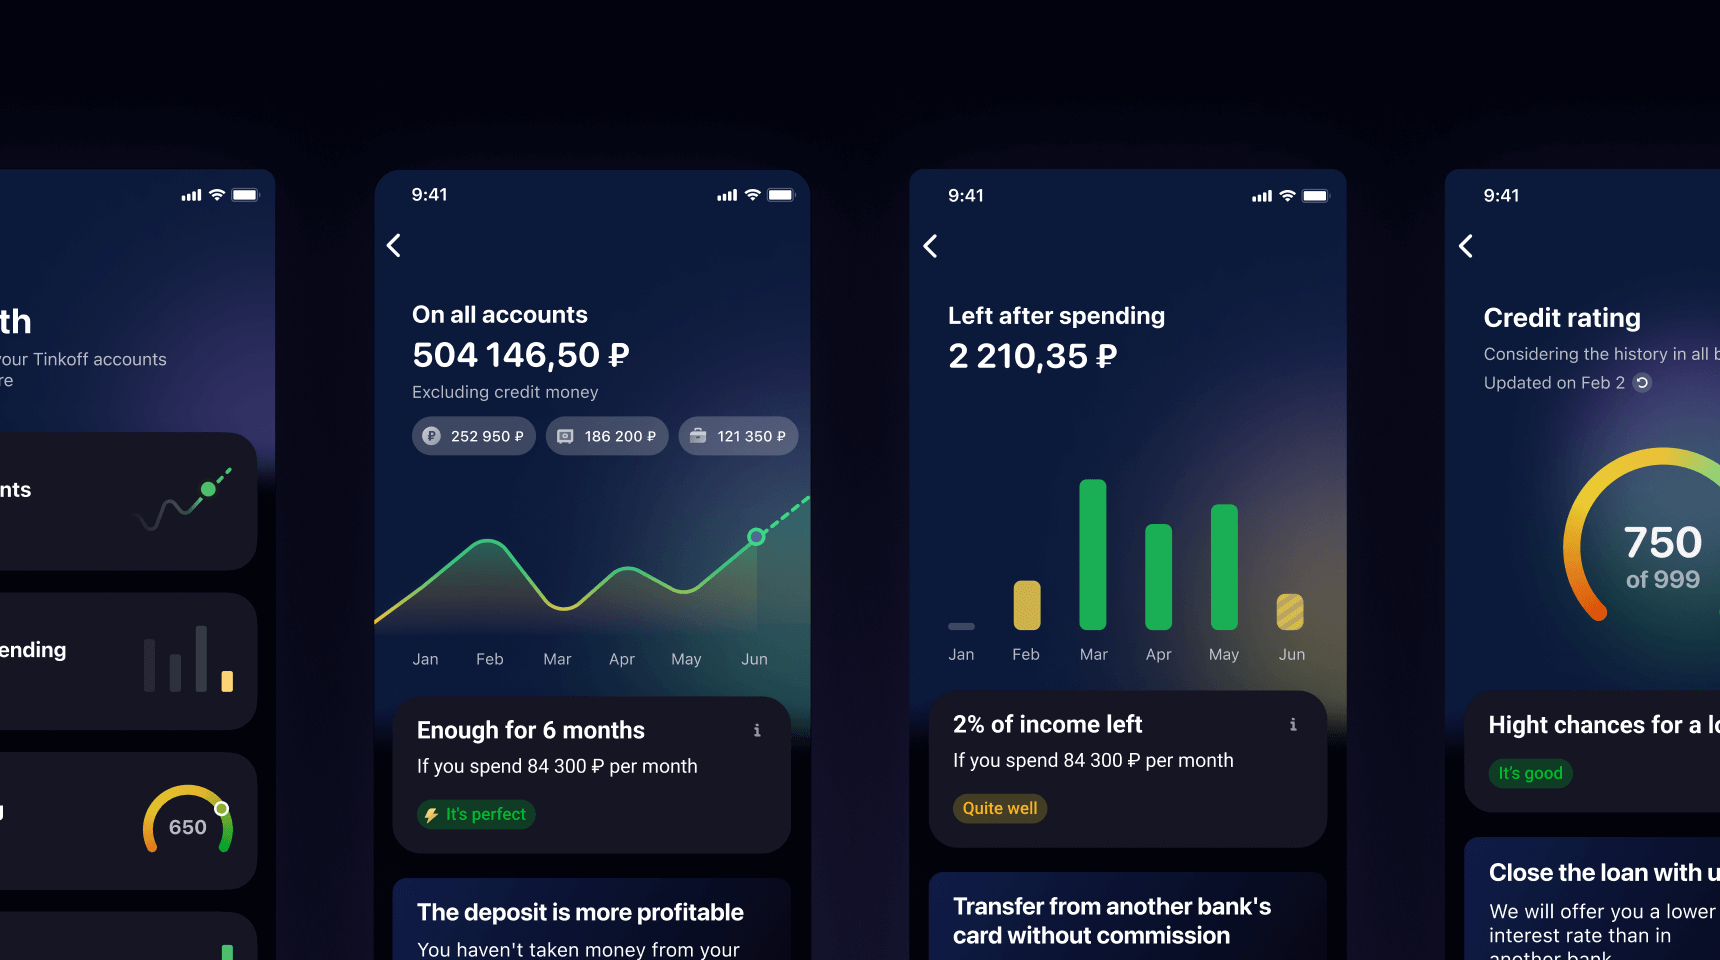 th
your Tinkoff accounts
re
nts
ending
g
650
9:41
On all accounts
504 146,50 ₽
Excluding credit money
₽ 252 950 ₽ 186 200 ₽ 121 350 ₽
Jan Feb Mar Apr May Jun
Enough for 6 months
If you spend 84 300 ₽ per month
It's perfect
The deposit is more profitable
You haven't taken money from your
9:41
Left after spending
2 210,35 ₽
Jan Feb Mar Apr May Jun
2% of income left
If you spend 84 300 ₽ per month
Quite well
Transfer from another bank's
card without commission
9:41
Credit rating
Considering the history in all b
Updated on Feb 2
750
of 999
Hight chances for a lo
It's good
Close the loan with u
We will offer you a lower
interest rate than in
another bank